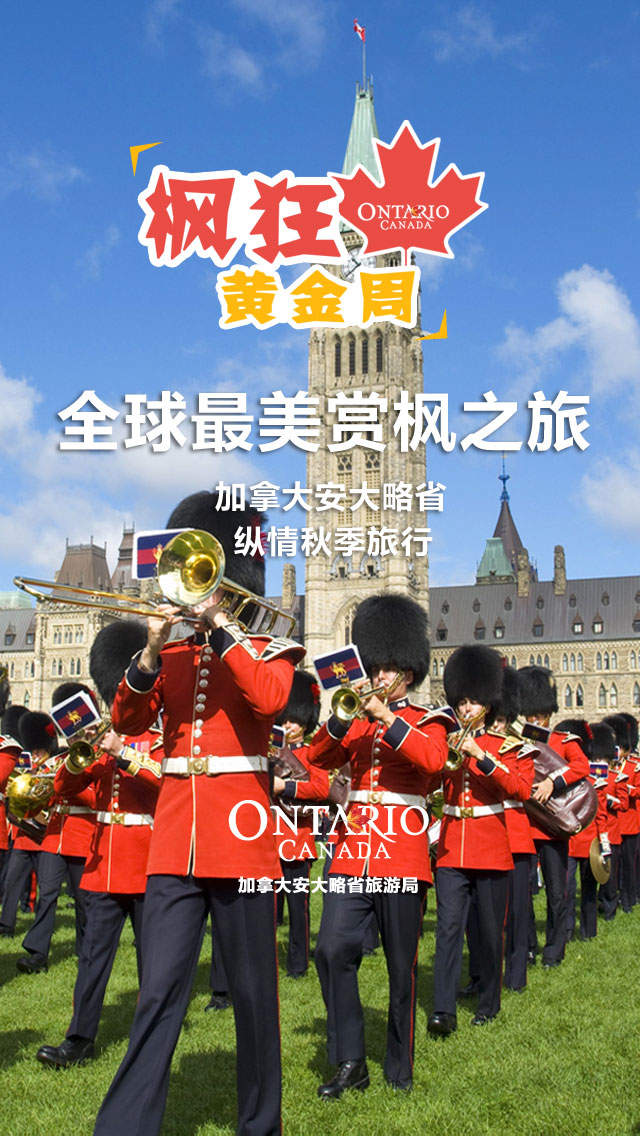 枫狂
ONTARIO
CANADA
黄金周
全球最美赏枫之旅
加拿大安大略省
纵情秋季旅行
ONTARIO
CANADA
加拿大安大略省旅游局